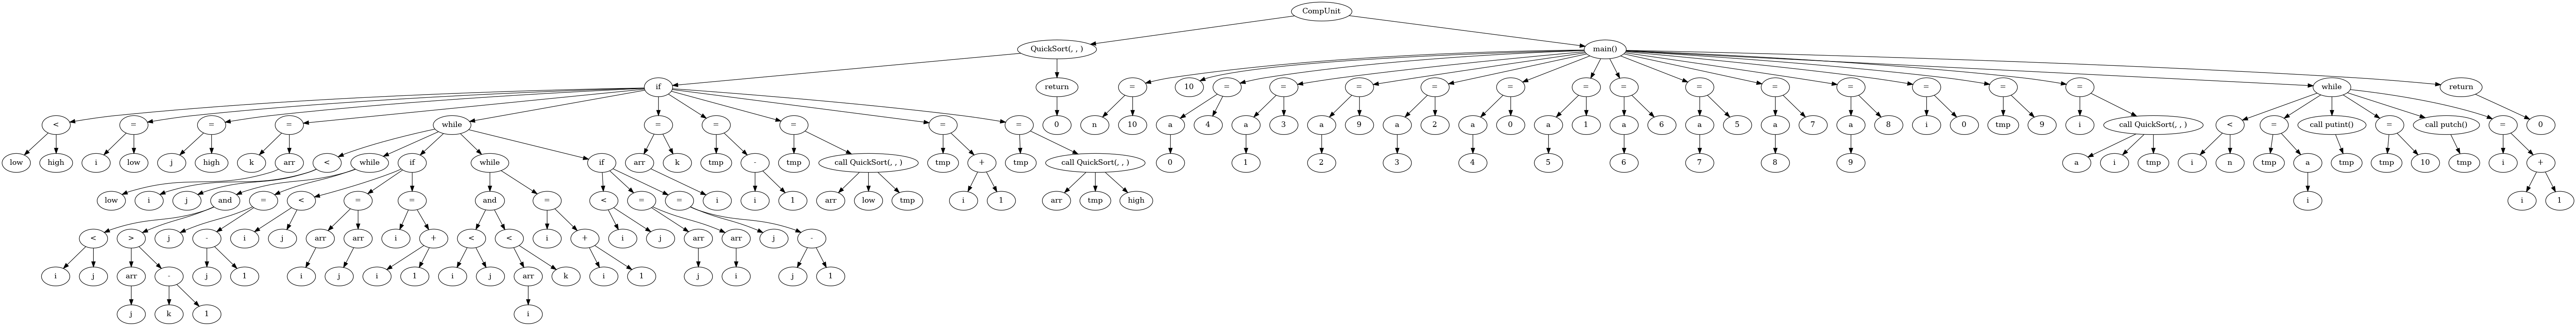 CompUnit
QuickSort(, , ) main()
if return = 10 = = = = = = = = = = = = = while return
< = = = while = = = = = 0 n 10 a 4 a 3 a 9 a 2 a 0 a 1 a 6 a 5 a 7 a 8 i 0 tmp 9 i call QuickSort(, , ) < = call putint() = call putch() = 0
low high i low j high k arr < while if while if arr k tmp - tmp call QuickSort(, , ) tmp + tmp call QuickSort(, , ) 0 1 2 3 4 5 6 7 8 9 a i tmp i n tmp a tmp tmp 10 tmp i +
low i j and = < = = and = < = = i i 1 arr low tmp i 1 arr tmp high i i 1
< > j - i j arr arr i + < < i + i j arr arr j -
i j arr - j 1 i j i 1 i j arr k i 1 j i j 1
j k 1 i